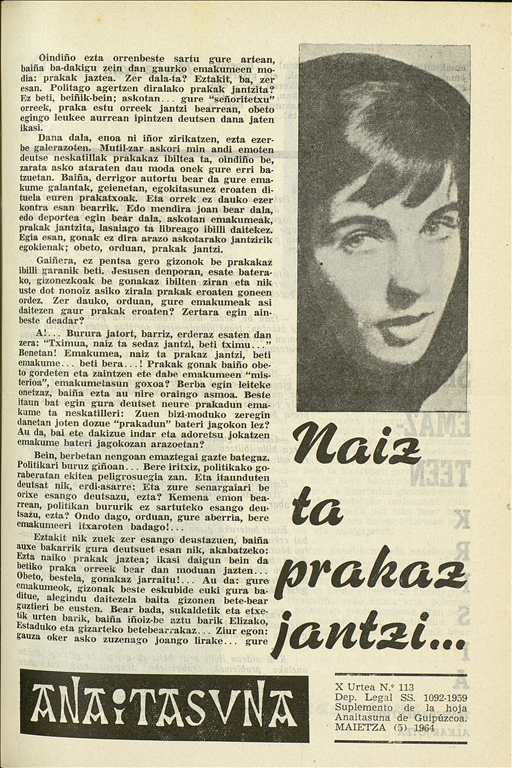 Oindiño ezta orrenbeste sartu gure artean,
baiña ba-dakigu zein dan gaurko emakumeen mo-
dia: prakak jaztea. Zer dala-ta? Eztakit, ba, zer
esan. Politago agertzen diralako prakak jantzita?
Ez beti, beiñik-bein; askotan... gure "señoritetxu"
orreek, praka estu orreek jantzi bearrean, obeto
egingo leukee aurrean ipintzen deutsen dana jaten
ikasi.
Dana dala, enoa ni iñor zirikatzen, ezta ezer-
be galerazoten. Mutil-zar askori min andi emoten
deutse neskatillak prakakaz ibiltea ta, oindiño be,
zarata asko ataraten dau moda onek gure erri ba-
tzuetan. Baiña, derrigor autortu bear da gure ema-
kume galantak, geienetan, egokitasunez eroaten di-
tuela euren prakatxoak. Eta orrek ez dauko ezer
kontra esan bearrik. Edo mendira joan bear dala,
edo deportea egin bear dala, askotan emakumeak,
prakak jantzita, lasaiago ta libreago ibilli daitekez.
Egia esan, gonak ez dira arazo askotarako jantzirik
egokienak; obeto, orduan, prakak jantzi.
Gaiñera, ez pentsa gero gizonok be prakakaz
ibilli garanik beti. Jesusen denporan, esate batera-
ko, gizonezkoak be gonakaz ibilten ziran eta nik
uste dot nonoiz asiko zirala prakak eroaten goneen
ordez. Zer dauko, orduan, gure emakumeak asi
daitezen gaur prakak eroaten? Zertara egin ain-
beste deadar?
A!... Burura jatort, barriz, erderaz esaten dan
zera: "Tximua, naiz ta sedaz jantzi, beti tximu..."
Benetan! Emakumea, naiz ta prakaz jantzi, beti
emakume... beti bera...! Prakak gonak baiño obe-
to gordeten eta zaintzen ete dabe emakumeen "mis-
terioa", emakumetasun goxoa? Berba egin leiteke
onetzaz, baiña ezta au nire oraingo asmoa. Beste
taun bat egin gura deutset neure prakadun ema-
kume ta neskatilleri: Zuen bizi-moduko zeregin
danetan joten dozue "prakadun" bateri jagokon lez?
Au da, bai ete dakizue indar eta adoretsu jokatzen
emakume bateri jagokozan arazoetan?
Bein, berbetan nengoan emaztegai gazte bategaz.
Politikari buruz giñoan... Bere iritxiz, politikako go-
raberatan ekitea peligrosuegia zan. Eta itaunduten
deutsat nik, erdi-asarre: Eta zure senargaiari be
orixe esango deutsazu, ezta? Kemena emon bea-
rrean, politikan bururik ez sartuteko esango deu-
tsazu, ezta? Ondo dago, orduan, gure aberria, bere
emakumeeri itxaroten badago!...
Eztakit nik zuek zer esango deustazuen, baiña
auxe bakarrik gura deutsuet esan nik, akabatzeko:
Ezta naiko prakak jaztea; ikasi daigun bein da
betiko praka orreek bear dan moduan jazten...
Obeto, bestela, gonakaz jarraitu!... Au da: gure
emakumeok, gizonak beste eskubide euki gura ba-
ditue, alegindu daitezela baita gizonen bete-bear
guztieri be eusten. Bear bada, sukaldetik eta etxe-
tik urten barik, baiña iñoiz-be aztu barik Elizako,
Estaduko eta gizarteko betebearrakaz... Ziur egon:
gauza oker asko zuzenago joango lirake... gure
Naiz
ta
prakaz
jantzi...
ANAITASUNA
X Urtea N.º 113
Dep. Legal SS. 1092-1959
Suplemento de la hoja
Anaitasuna de Guipúzcoa.
MAIETZA (5) 1964